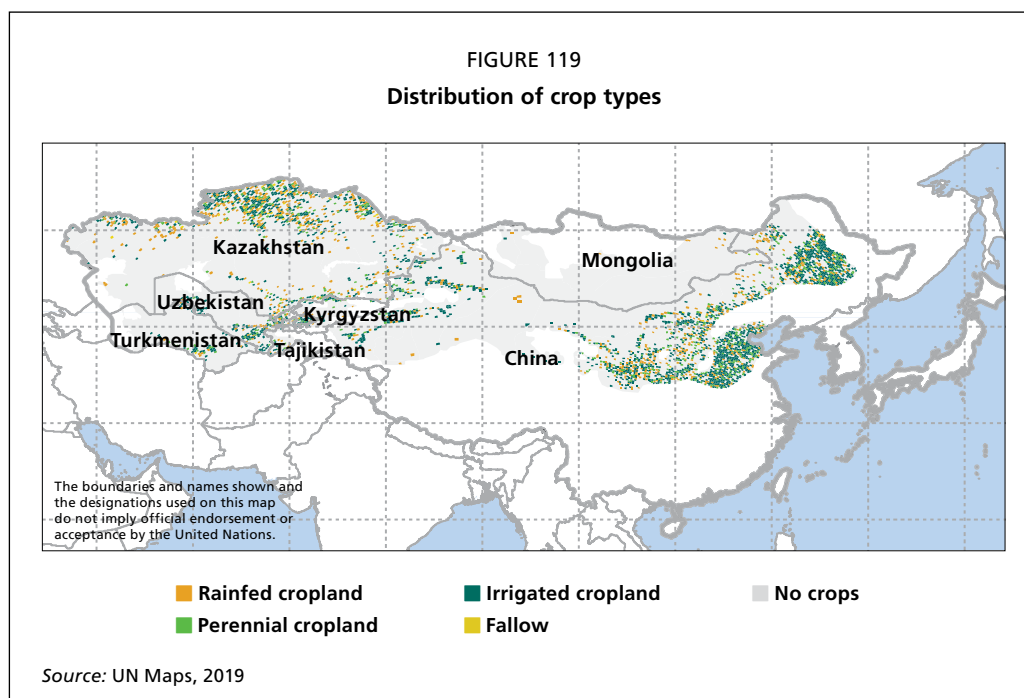 FIGURE 119
Distribution of crop types
Kazakhstan
Mongolia
Uzbekistan
Kyrgyzstan
Turkmenistan
Tajikistan
China
The boundaries and names shown and
the designations used on this map
do not imply official endorsement or
acceptance by the United Nations.
Rainfed cropland
Irrigated cropland
No crops
Perennial cropland
Fallow
Source: UN Maps, 2019